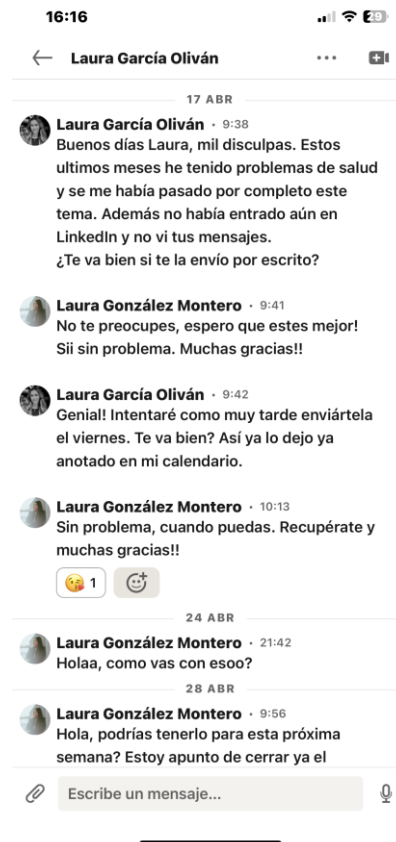 16:16
29
Laura García Oliván
17 ABR
Laura García Oliván · 9:38
Buenos días Laura, mil disculpas. Estos
ultimos meses he tenido problemas de salud
y se me había pasado por completo este
tema. Además no había entrado aún en
LinkedIn y no vi tus mensajes.
¿Te va bien si te la envío por escrito?
Laura González Montero · 9:41
No te preocupes, espero que estes mejor!
Sii sin problema. Muchas gracias!!
Laura García Oliván · 9:42
Genial! Intentaré como muy tarde enviártela
el viernes. Te va bien? Así ya lo dejo ya
anotado en mi calendario.
Laura González Montero · 10:13
Sin problema, cuando puedas. Recupérate y
muchas gracias!!
😘 1
24 ABR
Laura González Montero · 21:42
Holaa, como vas con esoo?
28 ABR
Laura González Montero · 9:56
Hola, podrías tenerlo para esta próxima
semana? Estoy apunto de cerrar ya el
Escribe un mensaje...